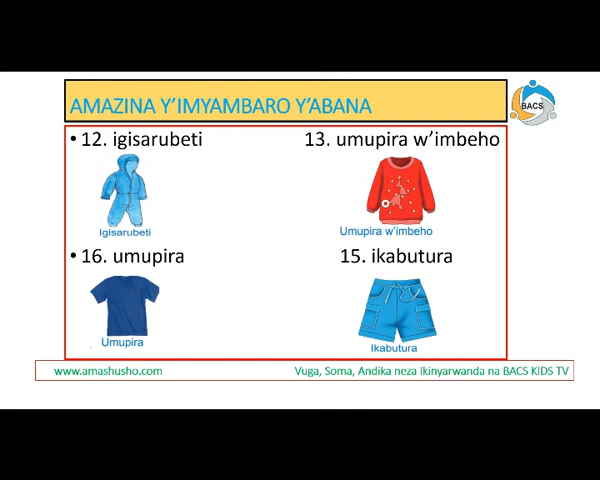 AMAZINA Y’IMYAMBARO Y’ABANA
BACS
• 12. igisarubeti
13. umupira w’imbeho
Igisarubeti
Umupira w’imbeho
• 16. umupira
15. ikabutura
Umupira
Ikabutura
www.amashusho.com
Vuga, Soma, Andika neza Ikinyarwanda na BACS KIDS TV